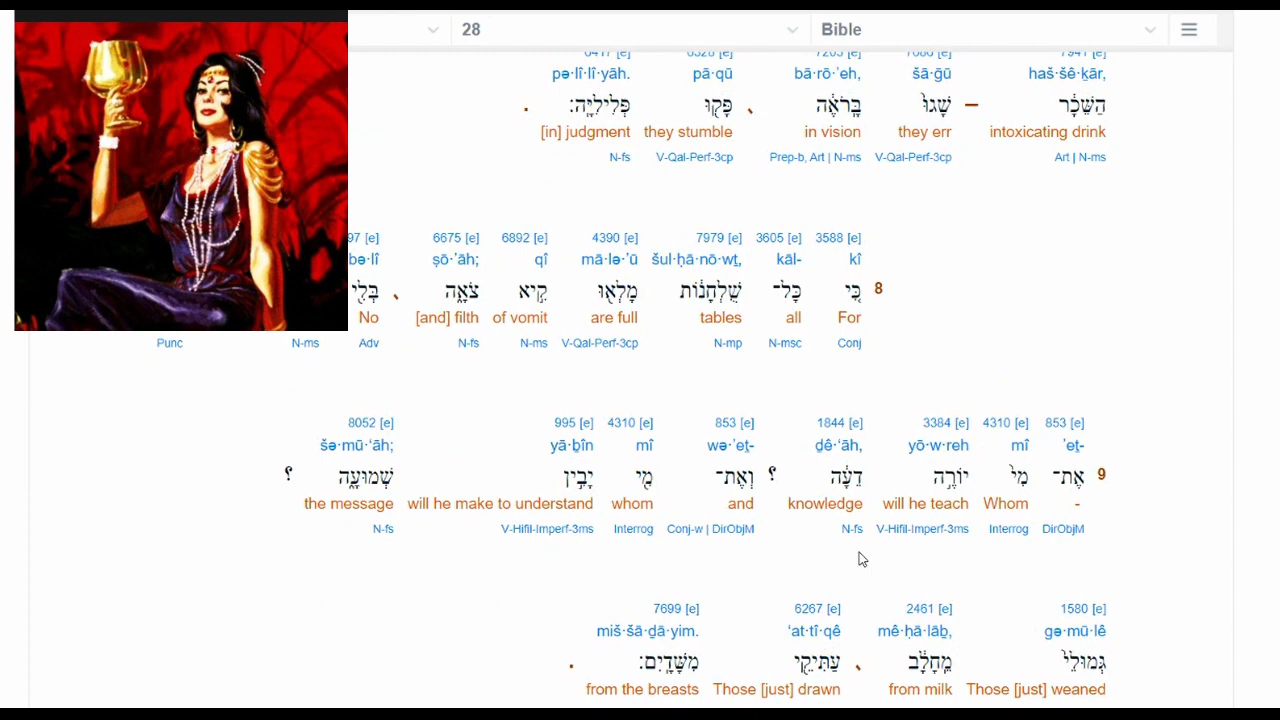 28 Bible
pə·lî·lî·yāh. pā·qū bā·rō·’eh, šā·ḡū haš·šê·ḵār,
הַשֵּׁכָ֔ר – שָׁגוּ֙ בָּֽרֹאֶ֔ה 、 פָּק֖וּ פְּלִילִיָּֽה׃ .
[in] judgment they stumble in vision they err intoxicating drink
N-fs V-Qal-Perf-3cp Prep-b, Art | N-ms V-Qal-Perf-3cp Art | N-ms
97 [e] 6675 [e] 6892 [e] 4390 [e] 7979 [e] 3605 [e] 3588 [e]
bə·lî ṣō·’āh; qî mā·lə·’ū šul·ḥā·nō·wṯ, kāl- kî
8 כִּ֚י כָּל־ שֻׁלְחָנ֔וֹת מָלְא֖וּ קִ֣יא צֹאָ֑ה 、 בְּלִ֖י
No [and] filth of vomit are full tables all For
Punc N-ms Adv N-fs N-ms V-Qal-Perf-3cp N-mp N-msc Conj
8052 [e] 995 [e] 4310 [e] 853 [e] 1844 [e] 3384 [e] 4310 [e] 853 [e]
šə·mū·‘āh; yā·ḇîn mî wə·’eṯ- ḏê·‘āh, yō·w·reh mî ’eṯ-
9 אֶת־ מִי֙ יוֹרֶ֣ה דֵעָ֔ה ؟ וְאֶת־ מִ֖י יָבִ֣ין שְׁמוּעָ֑ה ؟
the message will he make to understand whom and knowledge will he teach Whom -
N-fs V-Hifil-Imperf-3ms Interrog Conj-w | DirObjM N-fs V-Hifil-Imperf-3ms Interrog DirObjM
7699 [e] 6267 [e] 2461 [e] 1580 [e]
miš·šā·ḏā·yim. ‘at·tî·qê mê·ḥā·lāḇ, gə·mū·lê
גְּמוּלֵי֙ מֵֽחָלָ֔ב 、 עַתִּיקֵ֖י מִשָּׁדָֽיִם׃ .
from the breasts Those [just] drawn from milk Those [just] weaned